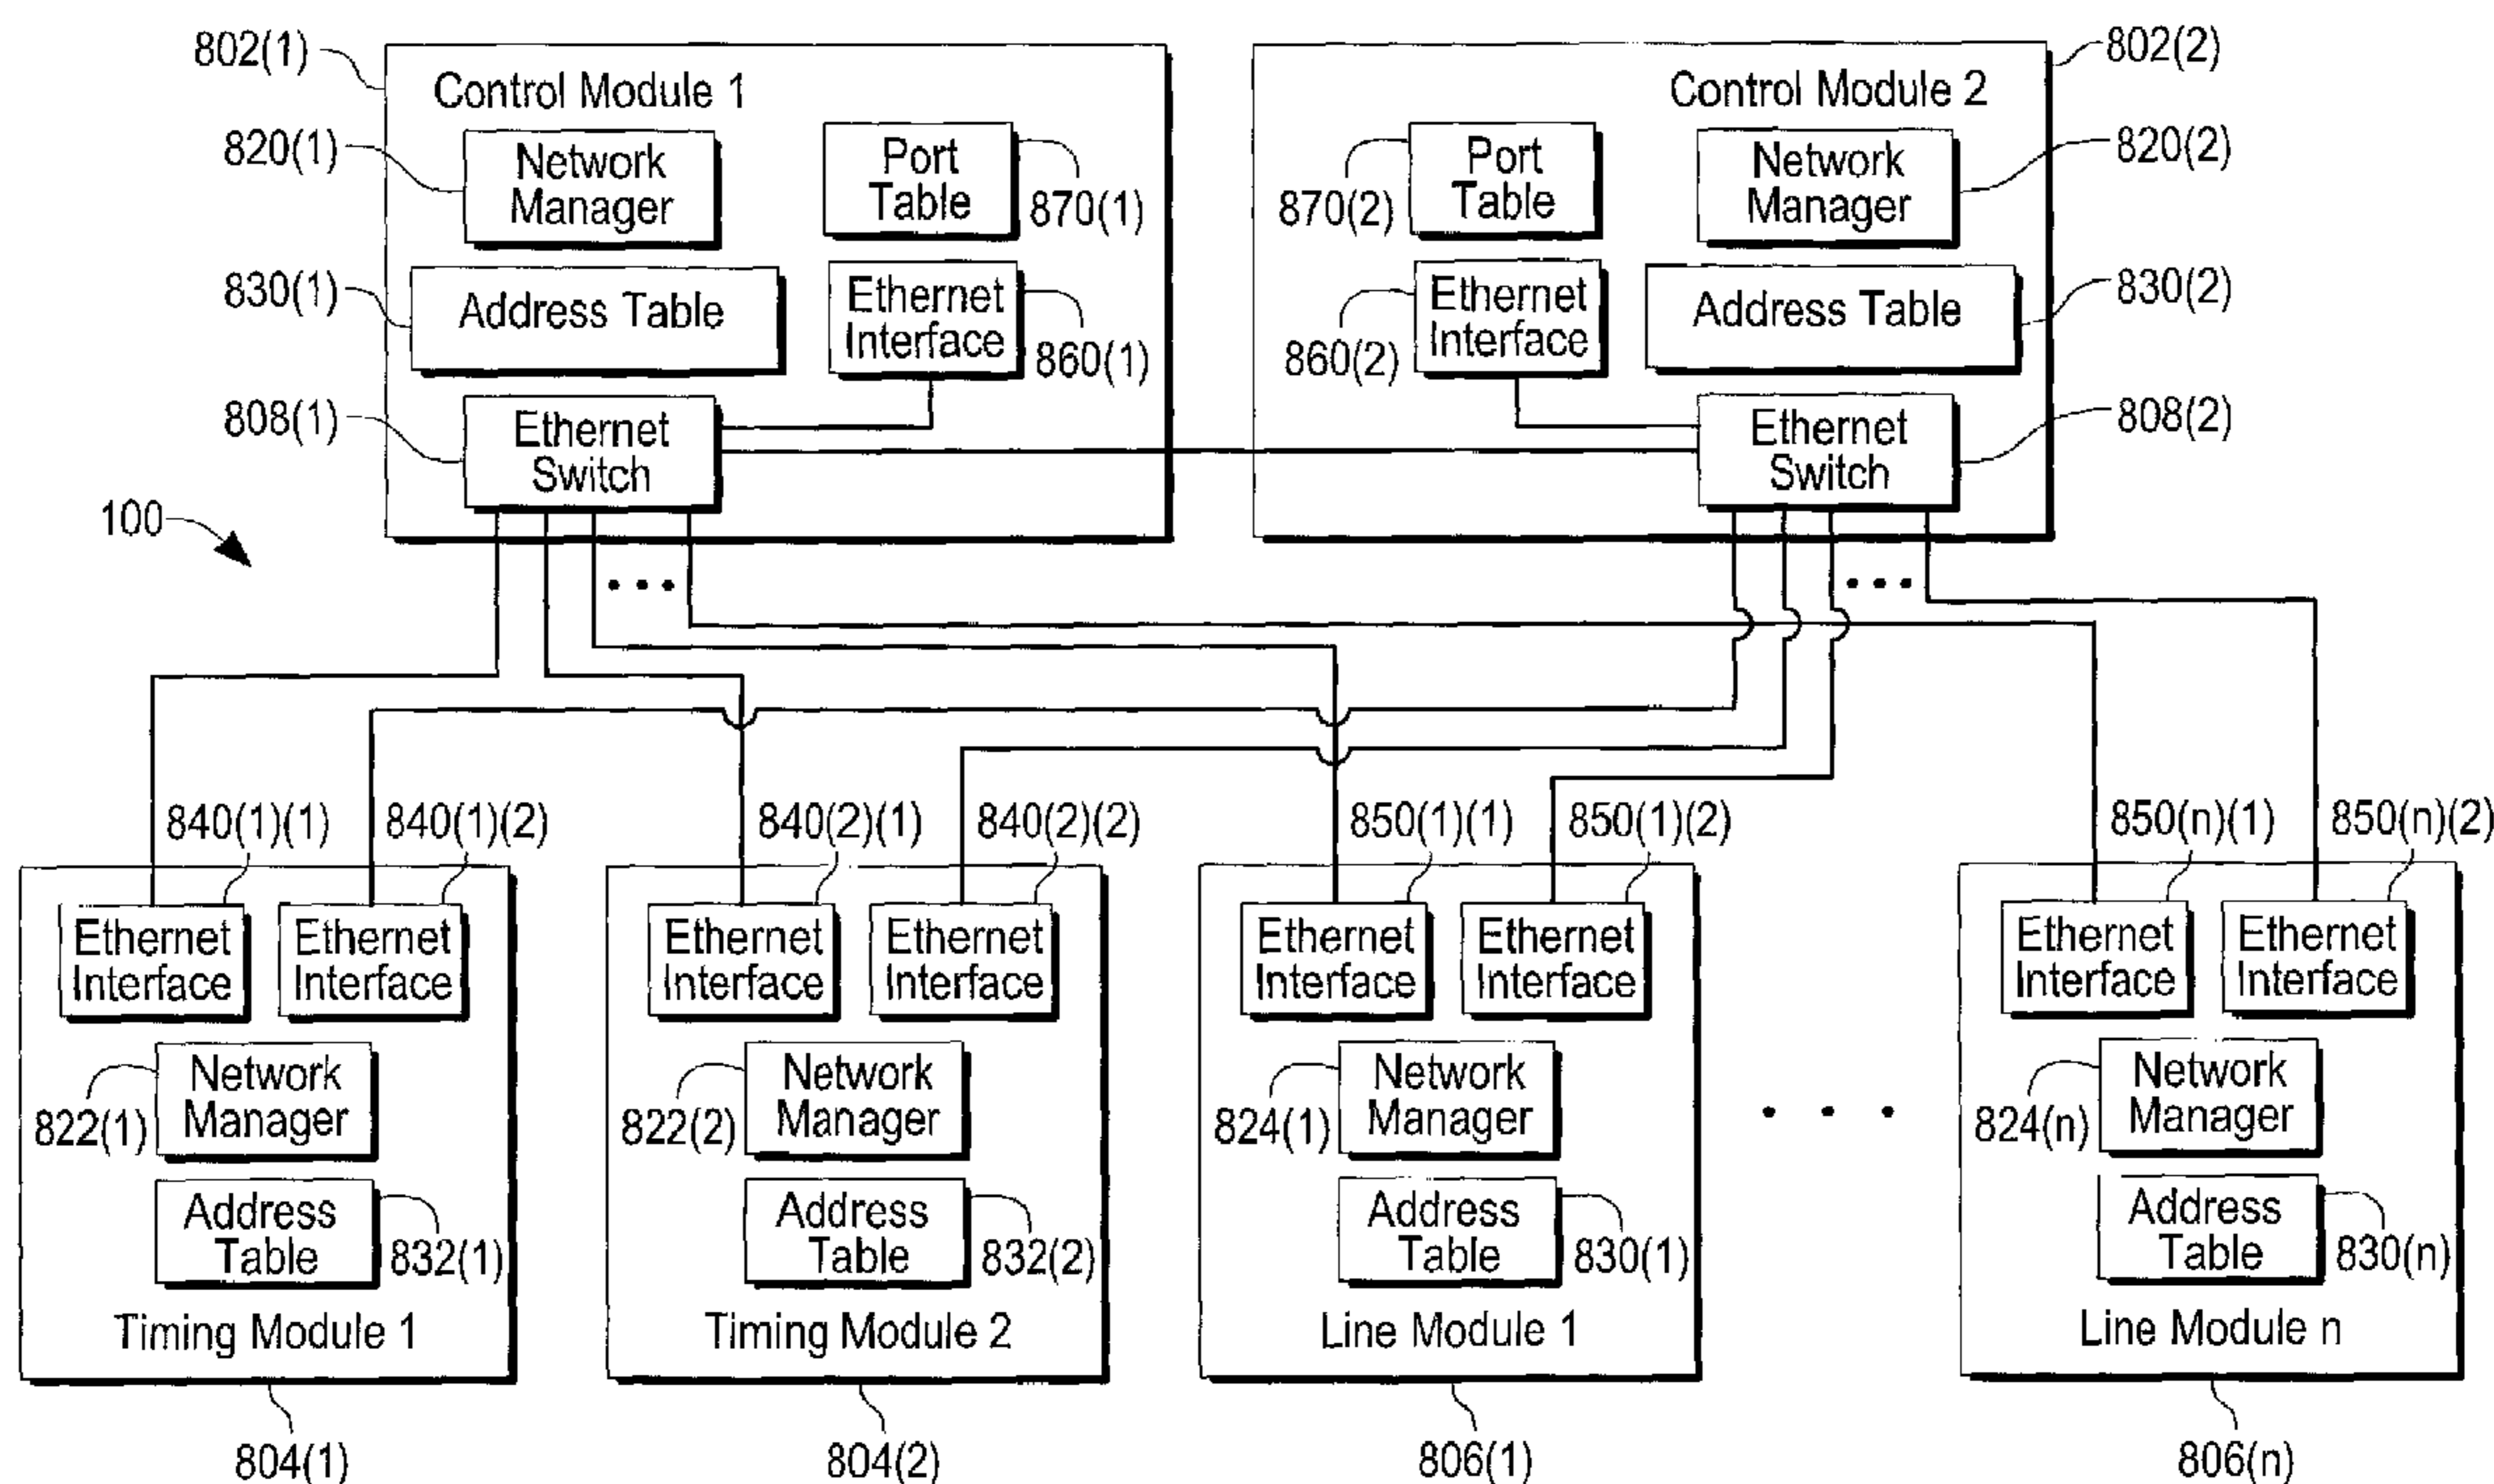 802(1)
Control Module 1
820(1)
Network
Manager
Port
Table
870(1)
830(1)
Address Table
Ethernet
Interface
860(1)
808(1)
Ethernet
Switch
802(2)
Control Module 2
870(2)
Port
Table
Network
Manager
820(2)
860(2)
Ethernet
Interface
Address Table
830(2)
Ethernet
Switch
808(2)
100
840(1)(1)
840(1)(2)
Ethernet
Interface
Ethernet
Interface
822(1)
Network
Manager
Address
Table
832(1)
Timing Module 1
804(1)
840(2)(1)
840(2)(2)
Ethernet
Interface
Ethernet
Interface
822(2)
Network
Manager
Address
Table
832(2)
Timing Module 2
804(2)
850(1)(1)
850(1)(2)
Ethernet
Interface
Ethernet
Interface
824(1)
Network
Manager
Address
Table
830(1)
Line Module 1
806(1)
850(n)(1)
850(n)(2)
Ethernet
Interface
Ethernet
Interface
824(n)
Network
Manager
Address
Table
830(n)
Line Module n
806(n)